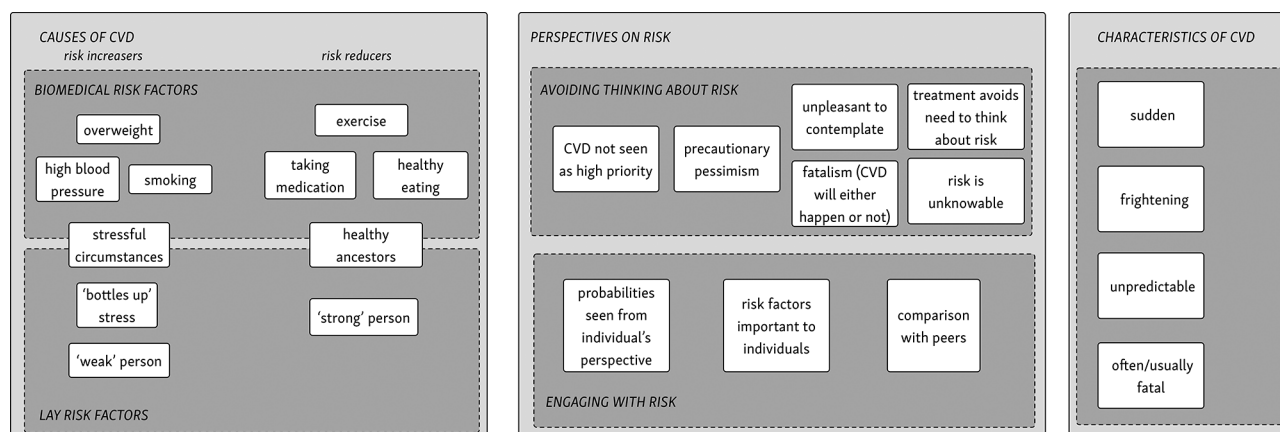 CAUSES OF CVD
risk increasers
risk reducers
BIOMEDICAL RISK FACTORS
overweight
exercise
high blood
pressure
smoking
taking
medication
healthy
eating
stressful
circumstances
healthy
ancestors
‘bottles up’
stress
‘strong’ person
‘weak’ person
LAY RISK FACTORS
PERSPECTIVES ON RISK
AVOIDING THINKING ABOUT RISK
CVD not seen
as high priority
precautionary
pessimism
unpleasant to
contemplate
treatment avoids
need to think
about risk
fatalism (CVD
will either
happen or not)
risk is
unknowable
probabilities
seen from
individual’s
perspective
risk factors
important to
individuals
comparison
with peers
ENGAGING WITH RISK
CHARACTERISTICS OF CVD
sudden
frightening
unpredictable
often/usually
fatal